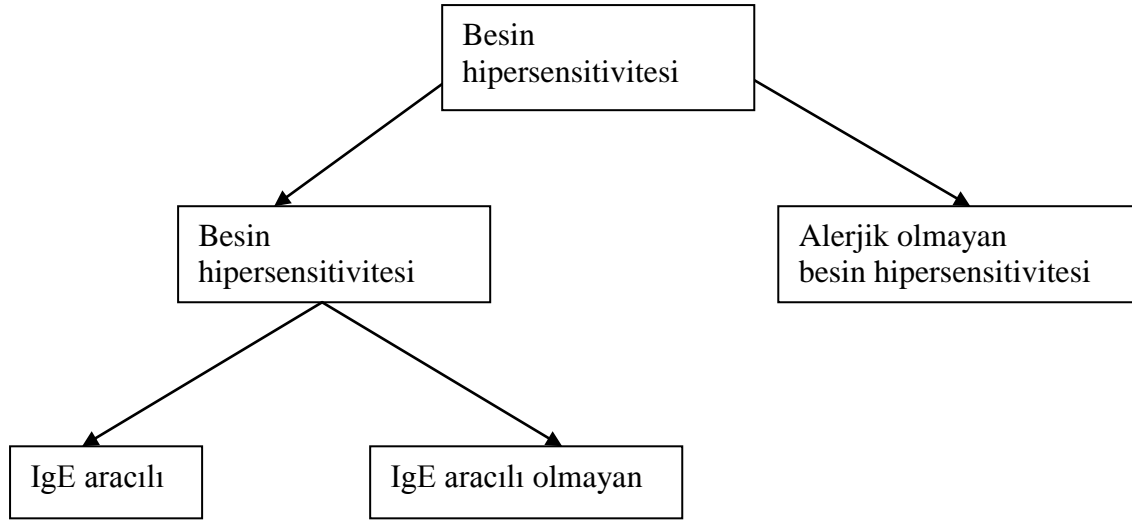 Besin
hipersensitivitesi
Besin
hipersensitivitesi
Alerjik olmayan
besin hipersensitivitesi
IgE aracılı
IgE aracılı olmayan